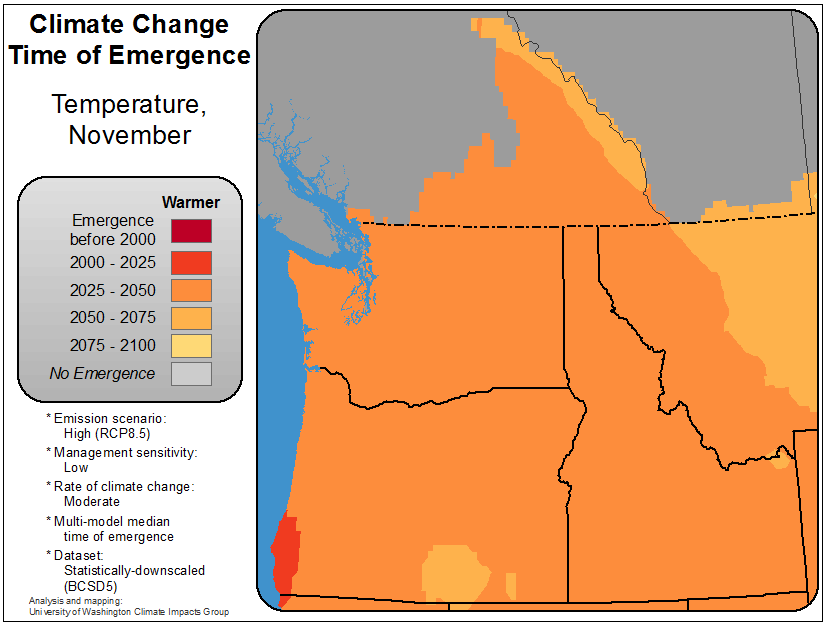 Climate Change
Time of Emergence
Temperature,
November
Warmer
Emergence
before 2000
2000 - 2025
2025 - 2050
2050 - 2075
2075 - 2100
No Emergence
* Emission scenario:
High (RCP8.5)
* Management sensitivity:
Low
* Rate of climate change:
Moderate
* Multi-model median
time of emergence
* Dataset:
Statistically-downscaled
(BCSD5)
Analysis and mapping:
University of Washington Climate Impacts Group